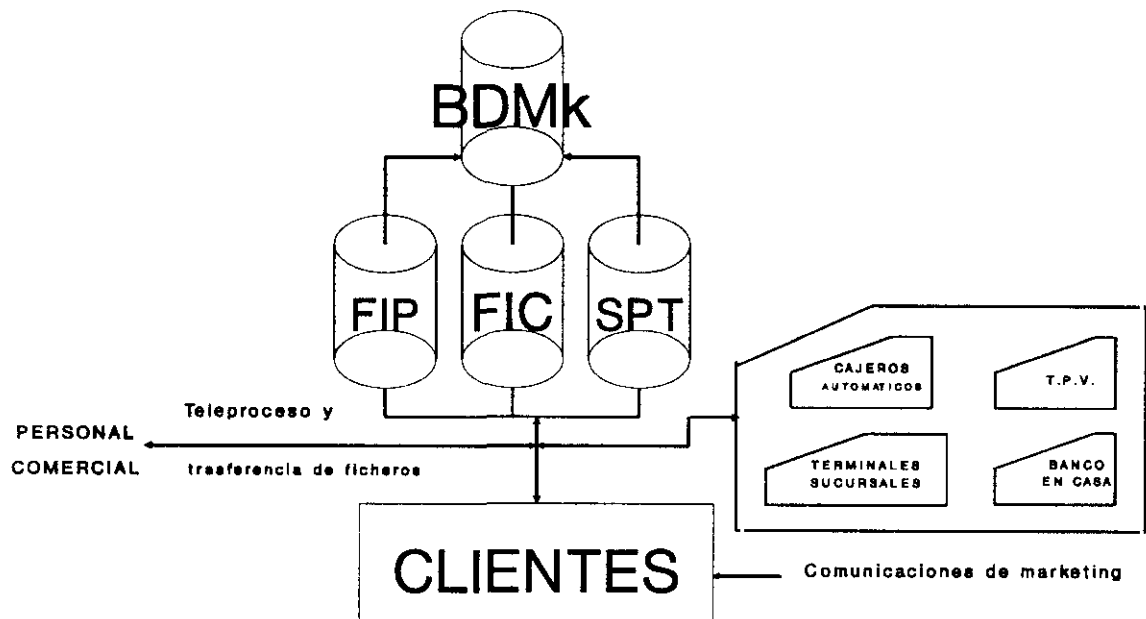 BDMk
FIP
FIC
SPT
CAJEROS
AUTOMATICOS
T.P.V.
Teleproceso y
PERSONAL
COMERCIAL
trasferencia de ficheros
TERMINALES
SUCURSALES
BANCO
EN CASA
CLIENTES
Comunicaciones de marketing